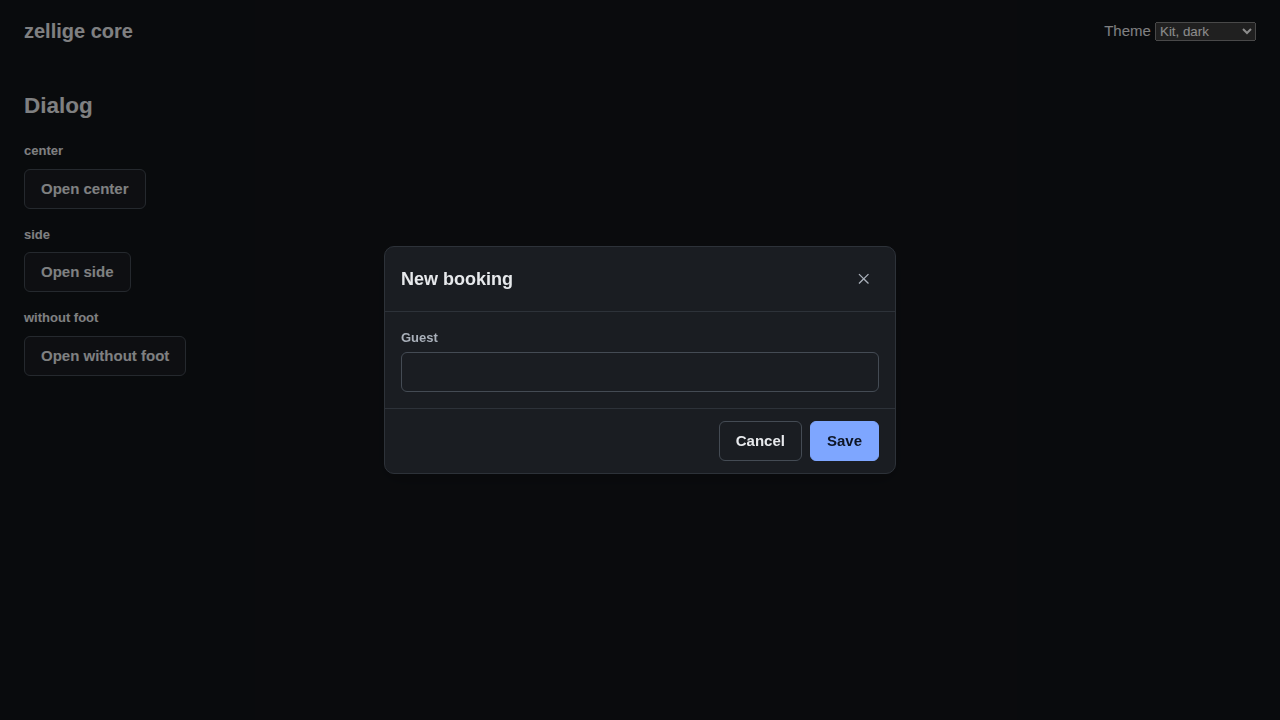 zellige core
Theme Kit, dark
Dialog
center
Open center
side
Open side
without foot
Open without foot
New booking
Guest
Cancel Save